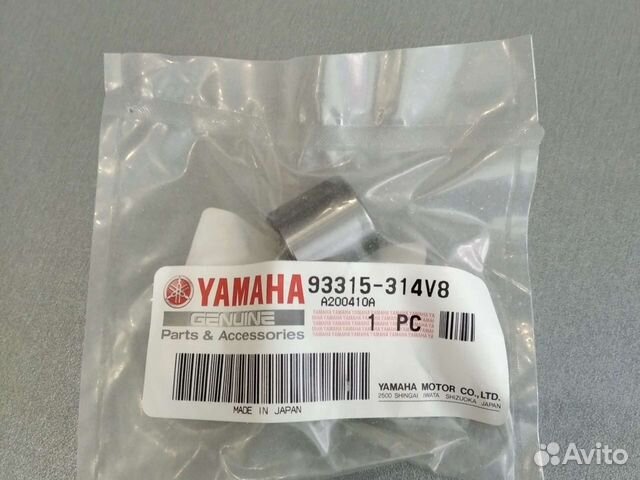 YAMAHA 93315-314V8
A200410A
GENUINE
Parts & Accessories
1 PC
MADE IN JAPAN
YAMAHA MOTOR CO.,LTD.
2500 SHINGAI IWATA SHIZUOKA JAPAN
Avito